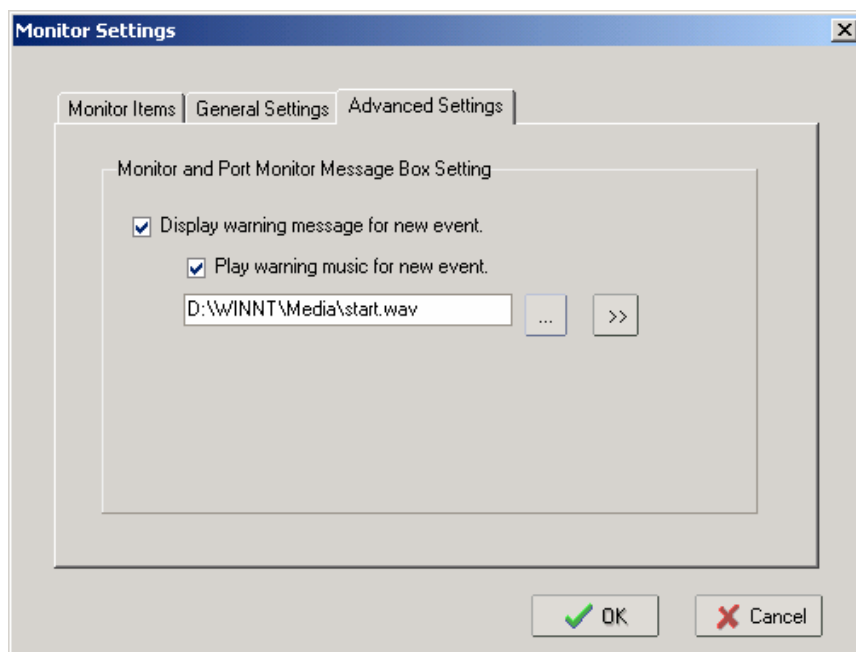 Monitor Settings
Monitor Items General Settings Advanced Settings
Monitor and Port Monitor Message Box Setting
Display warning message for new event.
Play warning music for new event.
D:\WINNT\Media\start.wav ... >>
OK Cancel